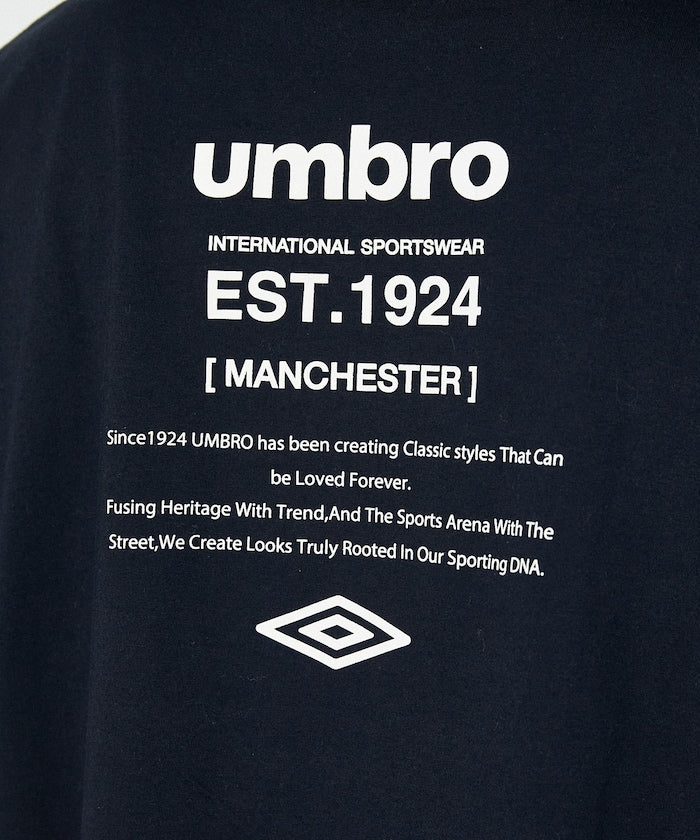 umbro
INTERNATIONAL SPORTSWEAR
EST.1924
[ MANCHESTER ]
Since1924 UMBRO has been creating Classic styles That Can
be Loved Forever.
Fusing Heritage With Trend,And The Sports Arena With The
Street,We Create Looks Truly Rooted In Our Sporting DNA.